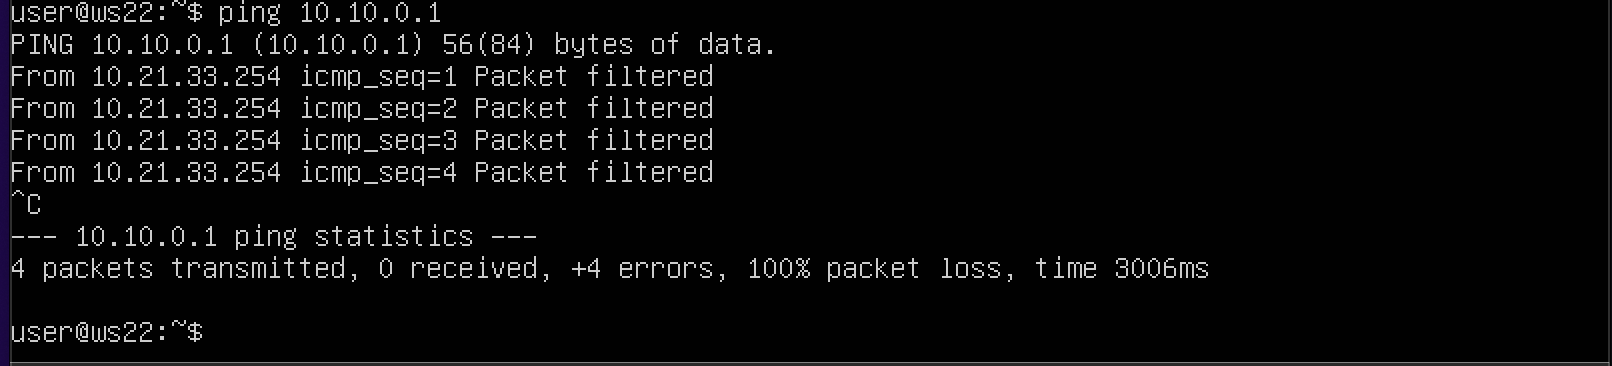 user@ws22:~$ ping 10.10.0.1
PING 10.10.0.1 (10.10.0.1) 56(84) bytes of data.
From 10.21.33.254 icmp_seq=1 Packet filtered
From 10.21.33.254 icmp_seq=2 Packet filtered
From 10.21.33.254 icmp_seq=3 Packet filtered
From 10.21.33.254 icmp_seq=4 Packet filtered
^C
--- 10.10.0.1 ping statistics ---
4 packets transmitted, 0 received, +4 errors, 100% packet loss, time 3006ms
user@ws22:~$